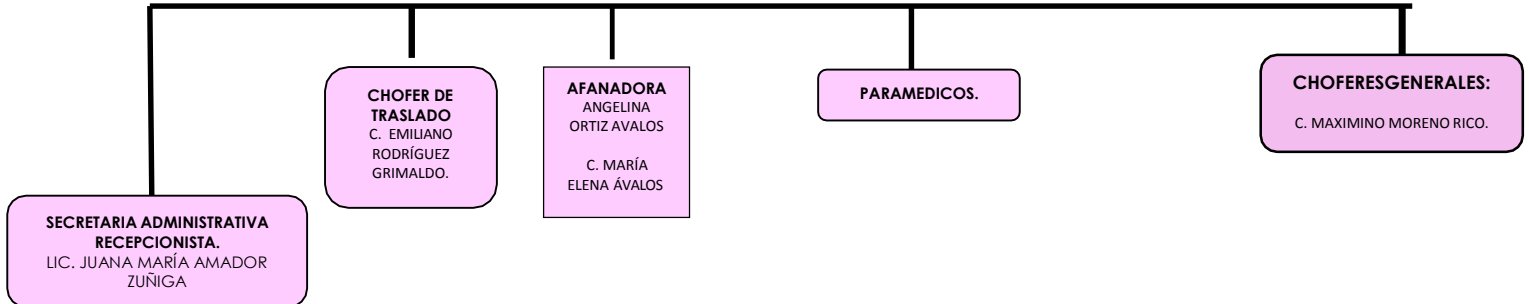 CHOFER DE
TRASLADO
C. EMILIANO
RODRÍGUEZ
GRIMALDO.
AFANADORA
ANGELINA
ORTIZ AVALOS
C. MARÍA
ELENA ÁVALOS
PARAMEDICOS.
CHOFERESGENERALES:
C. MAXIMINO MORENO RICO.
SECRETARIA ADMINISTRATIVA
RECEPCIONISTA.
LIC. JUANA MARÍA AMADOR
ZUÑIGA